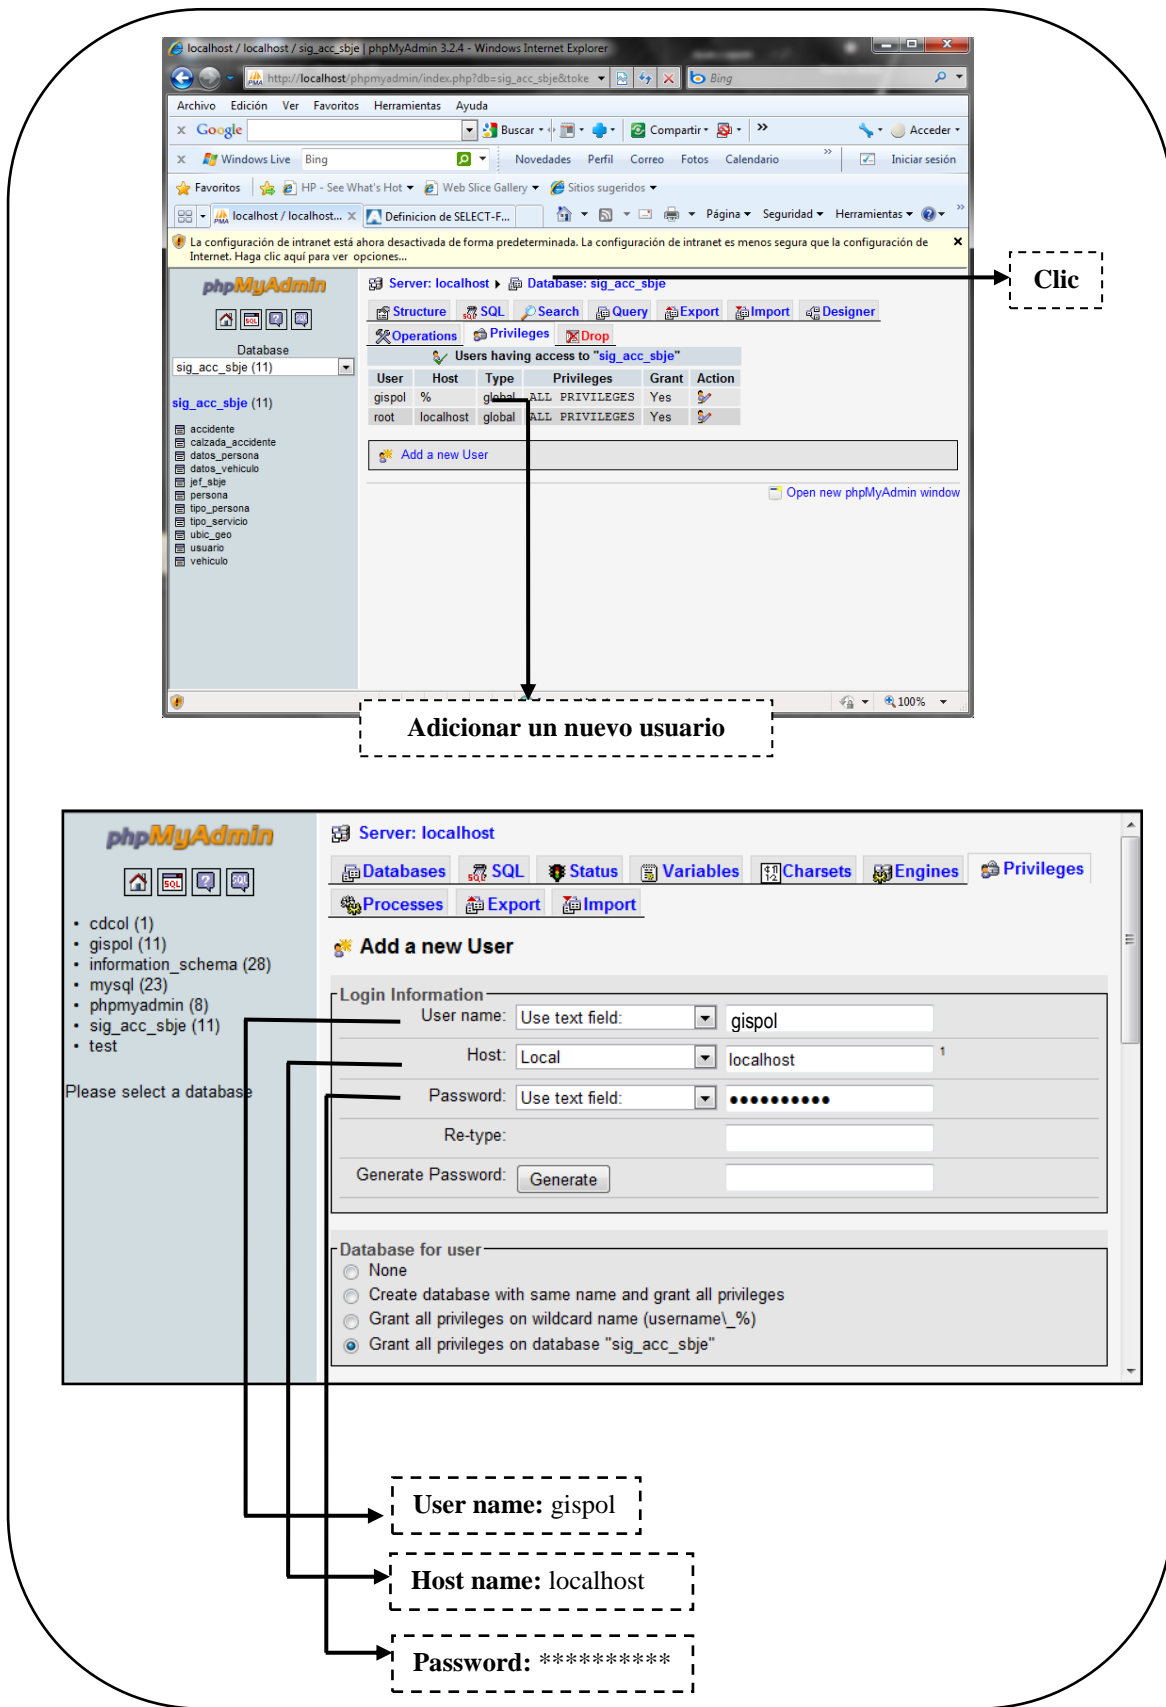 localhost / localhost / sig_acc_sbje | phpMyAdmin 3.2.4 - Windows Internet Explorer
http://localhost/phpmyadmin/index.php?db=sig_acc_sbje&toke
Bing
Archivo Edición Ver Favoritos Herramientas Ayuda
x Google Buscar Compartir >> Acceder
x Windows Live Bing Novedades Perfil Correo Fotos Calendario >> Iniciar sesión
Favoritos HP - See What's Hot Web Slice Gallery Sitios sugeridos
localhost / localhost... x Definicion de SELECT-F... Página Seguridad Herramientas >>
La configuración de intranet está ahora desactivada de forma predeterminada. La configuración de intranet es menos segura que la configuración de
Internet. Haga clic aquí para ver opciones...
Clic
phpMyAdmin
Server: localhost Database: sig_acc_sbje
Structure SQL Search Query Export Import Designer
Operations Privileges Drop
Database
sig_acc_sbje (11)
sig_acc_sbje (11)
accidente
calzada_accidente
datos_persona
datos_vehiculo
jef_sbje
persona
tipo_persona
tipo_servicio
ubic_geo
usuario
vehiculo
Users having access to "sig_acc_sbje"
User Host Type Privileges Grant Action
gispol % global ALL PRIVILEGES Yes
root localhost global ALL PRIVILEGES Yes
Add a new User
Open new phpMyAdmin window
100%
Adicionar un nuevo usuario
phpMyAdmin
SQL
cdcol (1)
gispol (11)
information_schema (28)
mysql (23)
phpmyadmin (8)
sig_acc_sbje (11)
test
Please select a database
Server: localhost
Databases SQL Status Variables Charsets Engines Privileges
Processes Export Import
Add a new User
Login Information
User name: Use text field: gispol
Host: Local localhost 1
Password: Use text field: ●●●●●●●●●●
Re-type:
Generate Password: Generate
Database for user
None
Create database with same name and grant all privileges
Grant all privileges on wildcard name (username\_%)
Grant all privileges on database "sig_acc_sbje"
User name: gispol
Host name: localhost
Password: **********